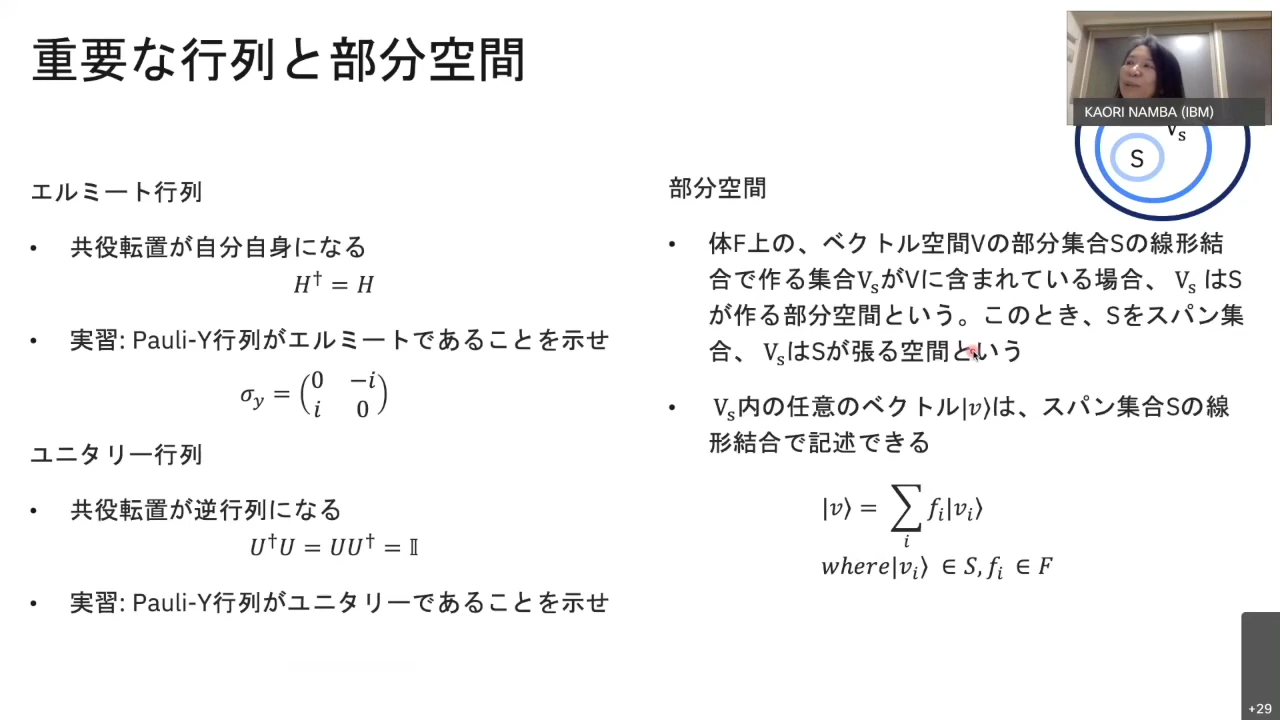 重要な行列と部分空間
KAORI NAMBA (IBM)
Vs
S
エルミート行列
• 共役転置が自分自身になる
H† = H
• 実習: Pauli-Y行列がエルミートであることを示せ
σy = (0 −i
i 0)
ユニタリー行列
• 共役転置が逆行列になる
U†U = UU† = 𝕀
• 実習: Pauli-Y行列がユニタリーであることを示せ
部分空間
• 体F上の、ベクトル空間Vの部分集合Sの線形結
合で作る集合VsがVに含まれている場合、 Vs はS
が作る部分空間という。このとき、Sをスパン集
合、 VsはSが張る空間という
• Vs内の任意のベクトル|v⟩は、スパン集合Sの線
形結合で記述できる
|v⟩ = ∑i fi|vi⟩
where|vi⟩ ∈ S, fi ∈ F
+29